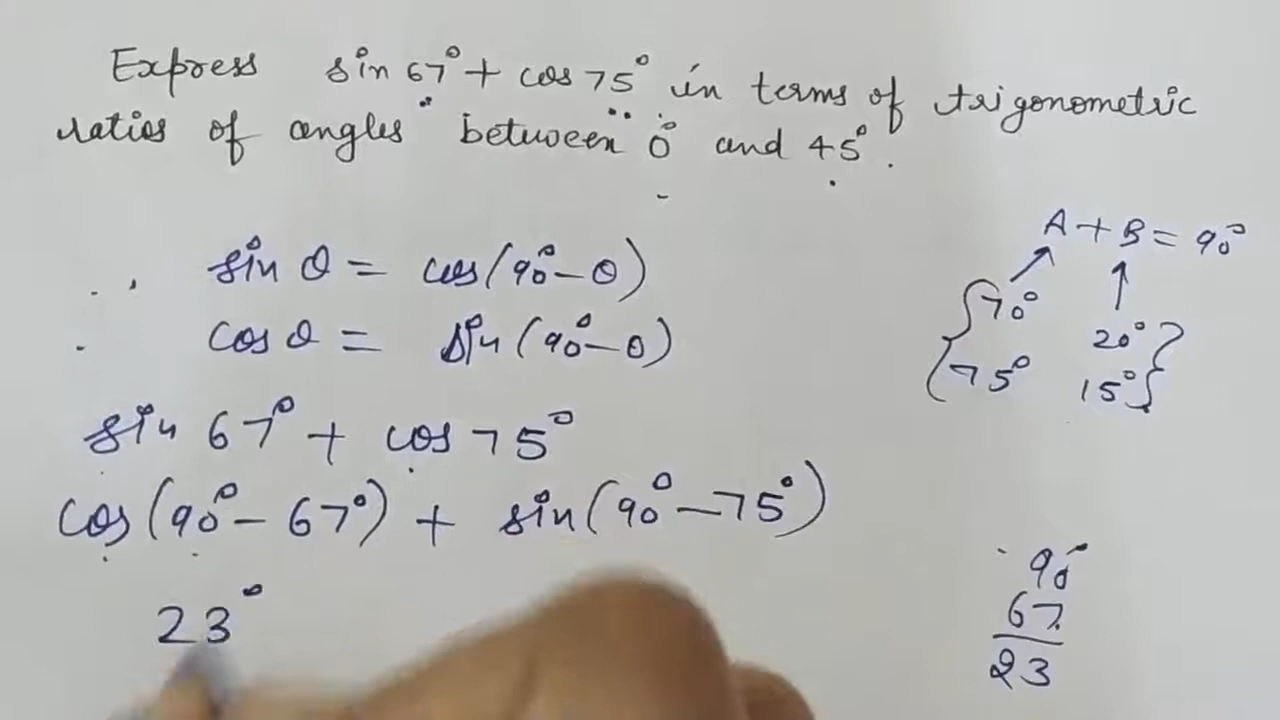 Express sin 67° + cos 75° in terms of trigonometric
ratios of angles between 0° and 45°.
A + B = 90°
sin θ = cos(90° - θ)
70° 20°
cos θ = sin(90° - θ)
75° 15°
sin 67° + cos 75°
cos(90° - 67°) + sin(90° - 75°)
90°
67
23
23°